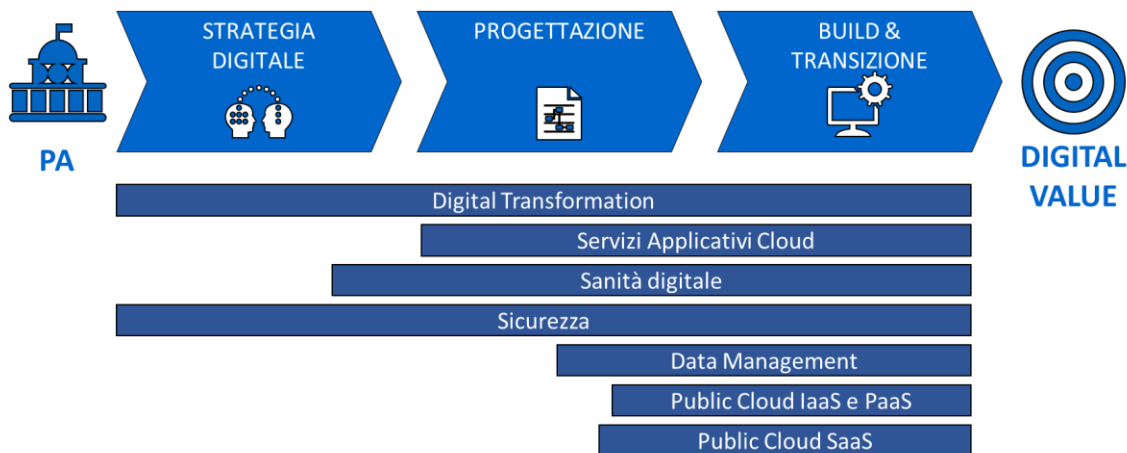 STRATEGIA
DIGITALE
PROGETTAZIONE
BUILD &
TRANSIZIONE
PA
DIGITAL
VALUE
Digital Transformation
Servizi Applicativi Cloud
Sanità digitale
Sicurezza
Data Management
Public Cloud IaaS e PaaS
Public Cloud SaaS